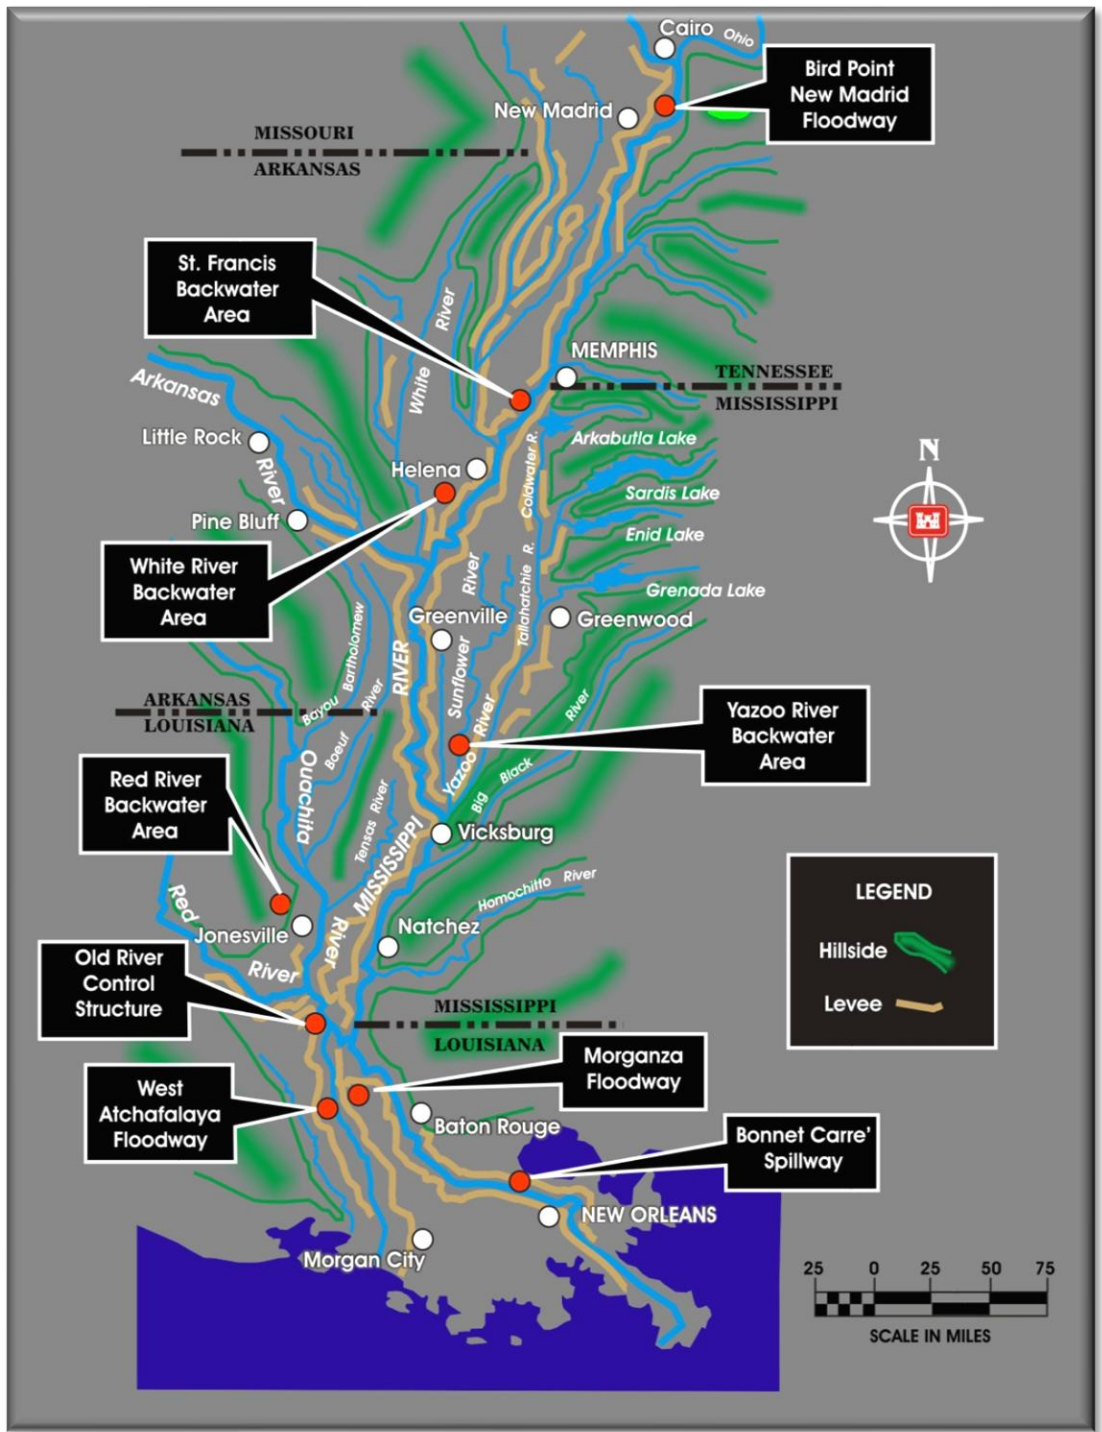 Cairo
Ohio
Bird Point
New Madrid
Floodway
New Madrid
MISSOURI
ARKANSAS
St. Francis
Backwater
Area
River
White
MEMPHIS
TENNESSEE
MISSISSIPPI
Arkansas
River
Little Rock
Pine Bluff
Helena
Coldwater R.
Arkabutla Lake
Sardis Lake
Enid Lake
Grenada Lake
N
White River
Backwater
Area
River
Sunflower
Tallahatchie R.
Greenville
Greenwood
Bayou Bartholomew
River
Boeuf
RIVER
MISSISSIPPI
ARKANSAS
LOUISIANA
Yazoo River
Big Black River
Yazoo River
Backwater
Area
Red River
Backwater
Area
Ouachita
River
Tensas River
Vicksburg
Homochitto River
Natchez
Red
River
Jonesville
Old River
Control
Structure
MISSISSIPPI
LOUISIANA
LEGEND
Hillside
Levee
West
Atchafalaya
Floodway
Morganza
Floodway
Baton Rouge
Bonnet Carre'
Spillway
NEW ORLEANS
Morgan City
25 0 25 50 75
SCALE IN MILES